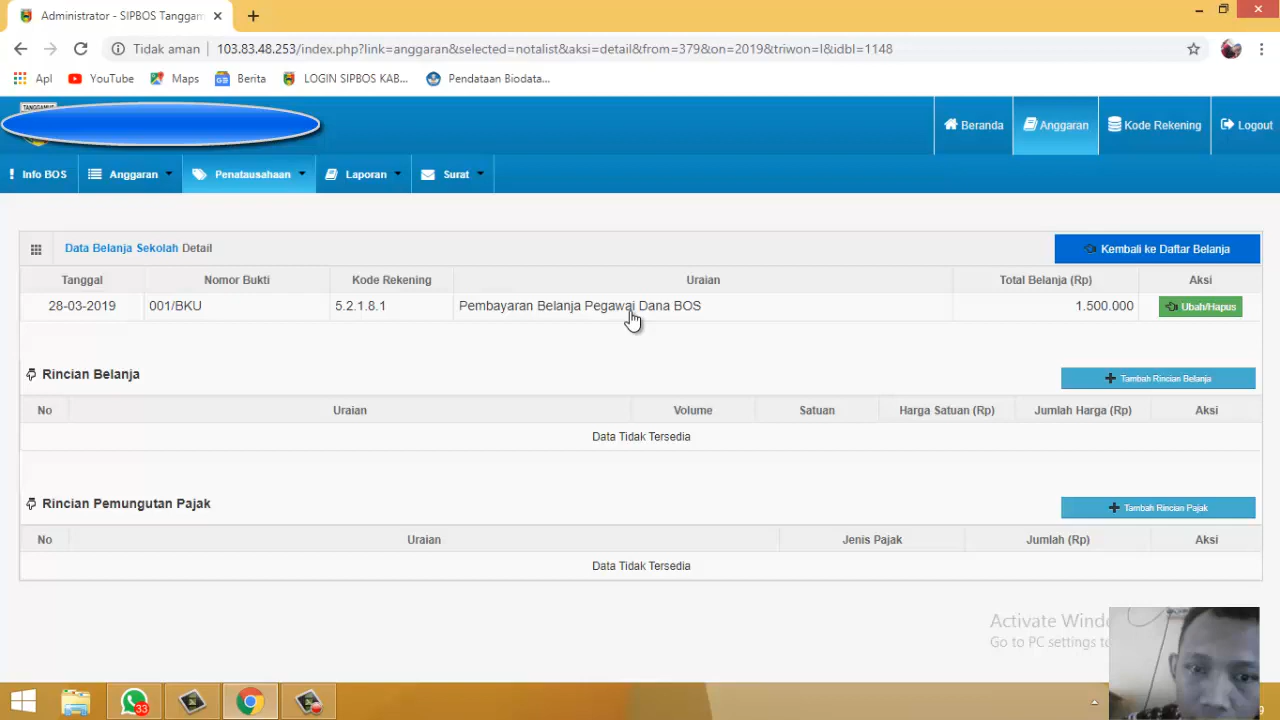 Administrator - SIPBOS Tanggam
Tidak aman | 103.83.48.253/index.php?link=anggaran&selected=notalist&aksi=detail&from=379&on=2019&triwon=I&idbl=1148
Apl YouTube Maps Berita LOGIN SIPBOS KAB... Pendataan Biodata...
TANGGAMUS
Beranda Anggaran Kode Rekening Logout
Info BOS Anggaran Penatausahaan Laporan Surat
Data Belanja Sekolah Detail Kembali ke Daftar Belanja
Tanggal Nomor Bukti Kode Rekening Uraian Total Belanja (Rp) Aksi
28-03-2019 001/BKU 5.2.1.8.1 Pembayaran Belanja Pegawai Dana BOS 1.500.000 Ubah/Hapus
Rincian Belanja Tambah Rincian Belanja
No Uraian Volume Satuan Harga Satuan (Rp) Jumlah Harga (Rp) Aksi
Data Tidak Tersedia
Rincian Pemungutan Pajak Tambah Rincian Pajak
No Uraian Jenis Pajak Jumlah (Rp) Aksi
Data Tidak Tersedia
Activate Wind
Go to PC settings to
33
9